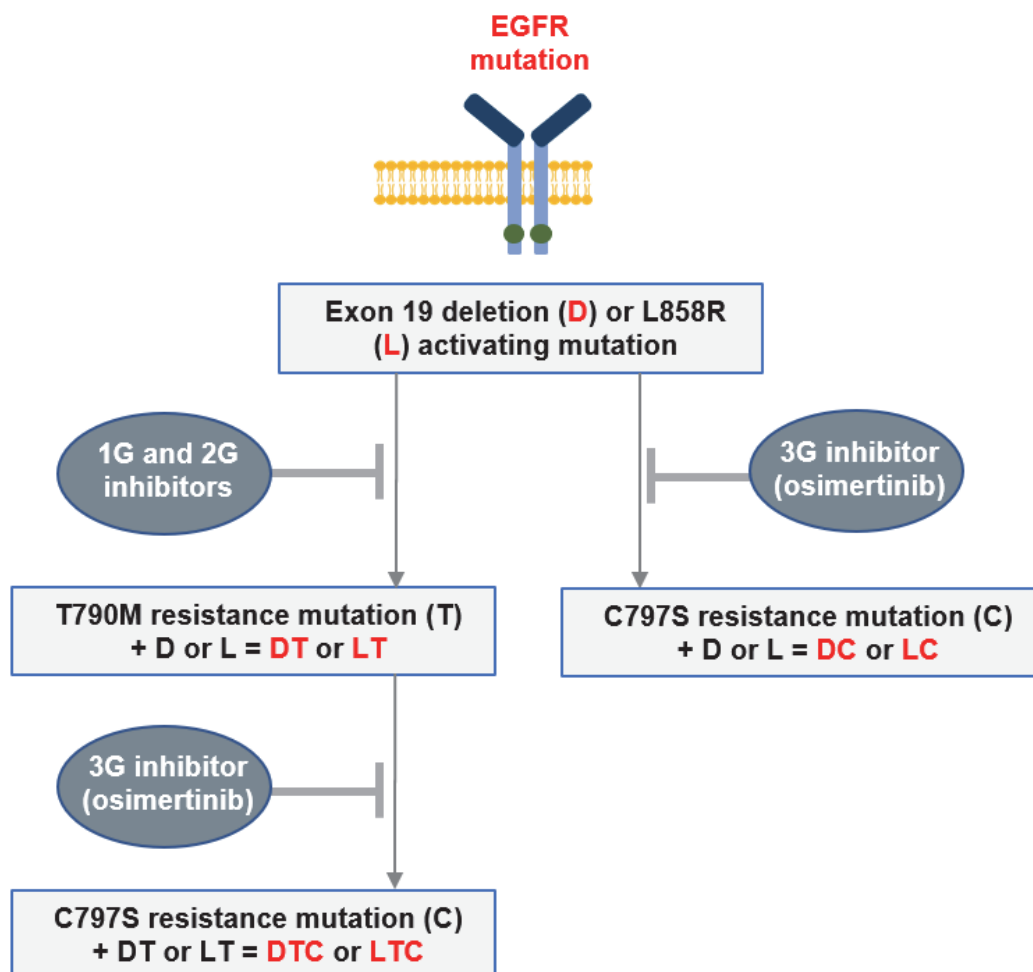 EGFR
mutation
Exon 19 deletion (D) or L858R
(L) activating mutation
1G and 2G
inhibitors
3G inhibitor
(osimertinib)
T790M resistance mutation (T)
+ D or L = DT or LT
C797S resistance mutation (C)
+ D or L = DC or LC
3G inhibitor
(osimertinib)
C797S resistance mutation (C)
+ DT or LT = DTC or LTC